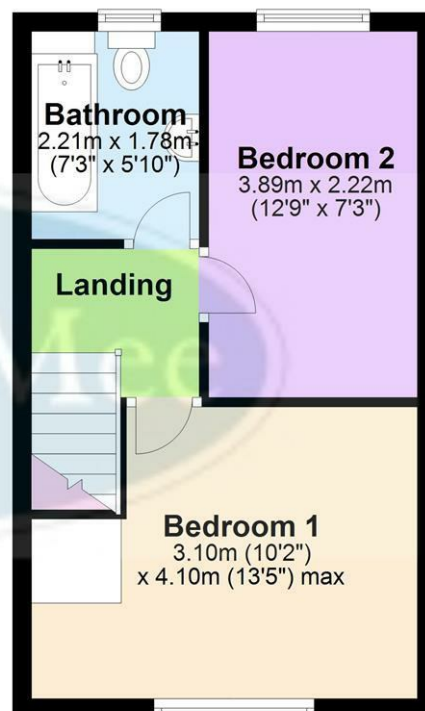 Bathroom
2.21m x 1.78m
(7'3" x 5'10")
Bedroom 2
3.89m x 2.22m
(12'9" x 7'3")
Landing
Mee
Bedroom 1
3.10m (10'2")
x 4.10m (13'5") max